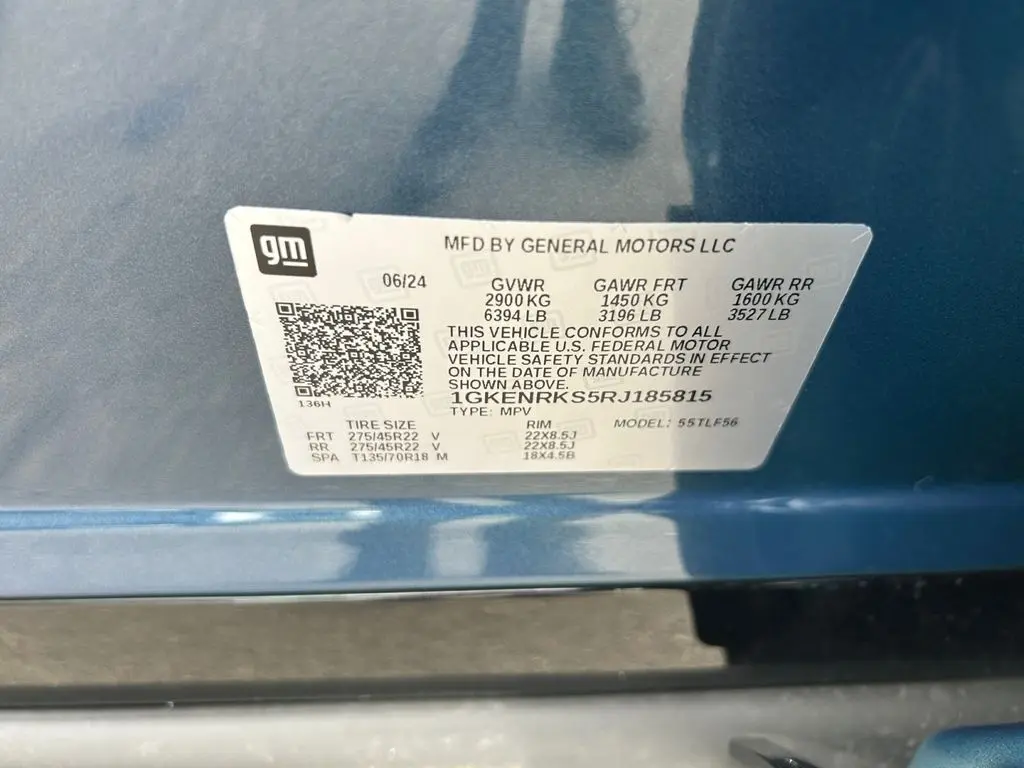 gm
MFD BY GENERAL MOTORS LLC
06/24 GVWR GAWR FRT GAWR RR
2900 KG 1450 KG 1600 KG
6394 LB 3196 LB 3527 LB
THIS VEHICLE CONFORMS TO ALL
APPLICABLE U.S. FEDERAL MOTOR
VEHICLE SAFETY STANDARDS IN EFFECT
ON THE DATE OF MANUFACTURE
SHOWN ABOVE.
136H
1GKENRKS5RJ185815
TYPE: MPV
TIRE SIZE RIM MODEL: 5STLF56
FRT 275/45R22 V 22X8.5J
RR 275/45R22 V 22X8.5J
SPA T135/70R18 M 18X4.5B